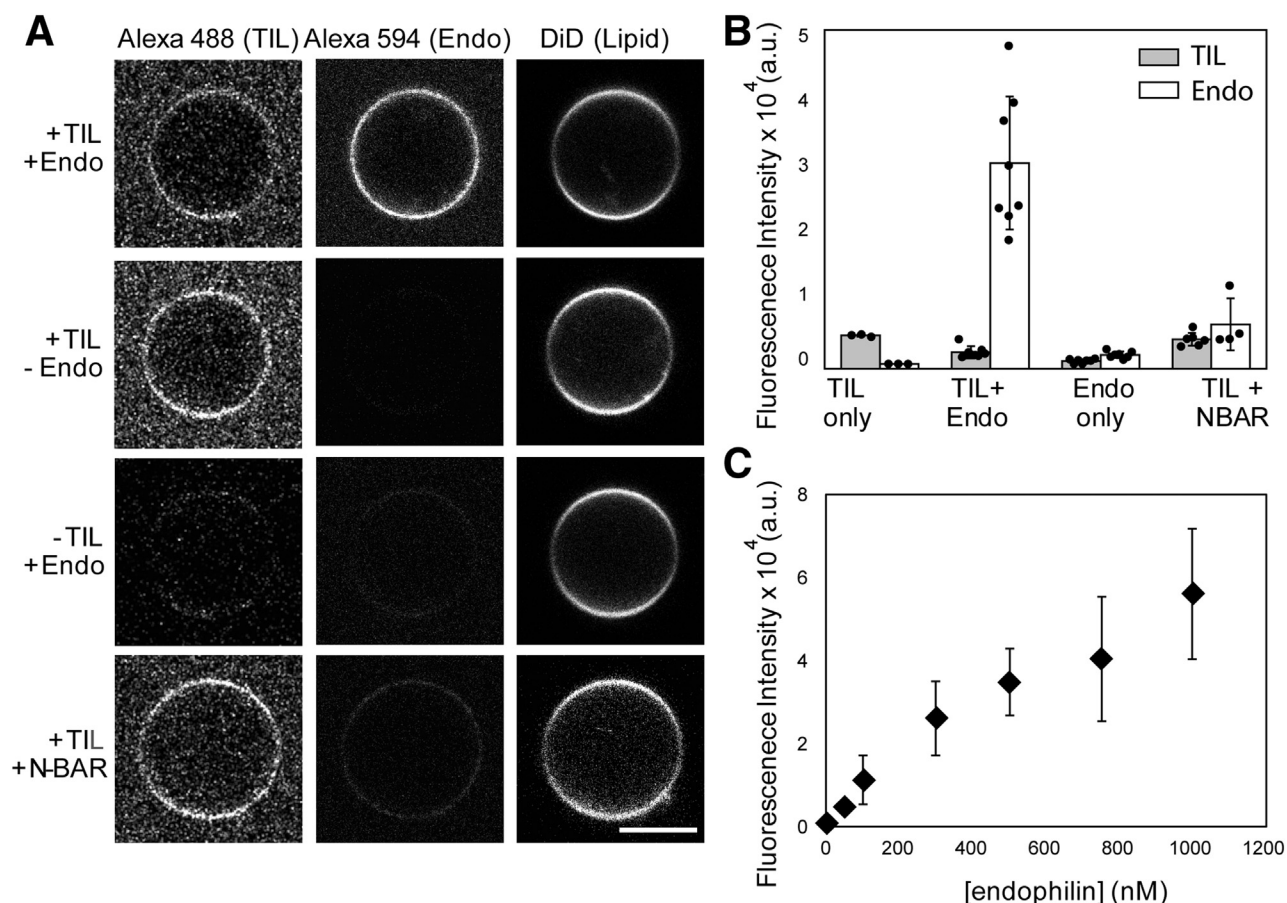 A
Alexa 488 (TIL) Alexa 594 (Endo) DiD (Lipid)
+TIL
+Endo
+TIL
- Endo
-TIL
+Endo
+TIL
+N-BAR
B
Fluorescenece Intensity x 10^4 (a.u.)
5
4
3
2
1
0
TIL
Endo
TIL
only
TIL+
Endo
Endo
only
TIL +
NBAR
C
Fluorescenece Intensity x 10^4 (a.u.)
8
6
4
2
0
0 200 400 600 800 1000 1200
[endophilin] (nM)